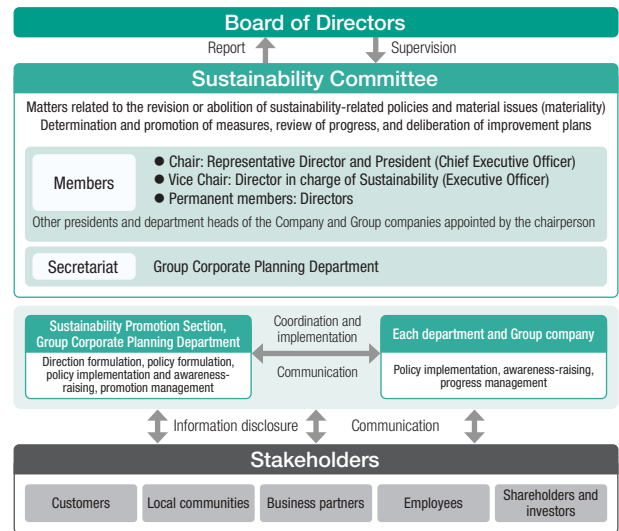 Board of Directors
Report
Supervision
Sustainability Committee
Matters related to the revision or abolition of sustainability-related policies and material issues (materiality)
Determination and promotion of measures, review of progress, and deliberation of improvement plans
Members
● Chair: Representative Director and President (Chief Executive Officer)
● Vice Chair: Director in charge of Sustainability (Executive Officer)
● Permanent members: Directors
Other presidents and department heads of the Company and Group companies appointed by the chairperson
Secretariat
Group Corporate Planning Department
Sustainability Promotion Section,
Group Corporate Planning Department
Direction formulation, policy formulation,
policy implementation and awareness-
raising, promotion management
Coordination and
implementation
Communication
Each department and Group company
Policy implementation, awareness-raising,
progress management
Information disclosure
Communication
Stakeholders
Customers
Local communities
Business partners
Employees
Shareholders and
investors